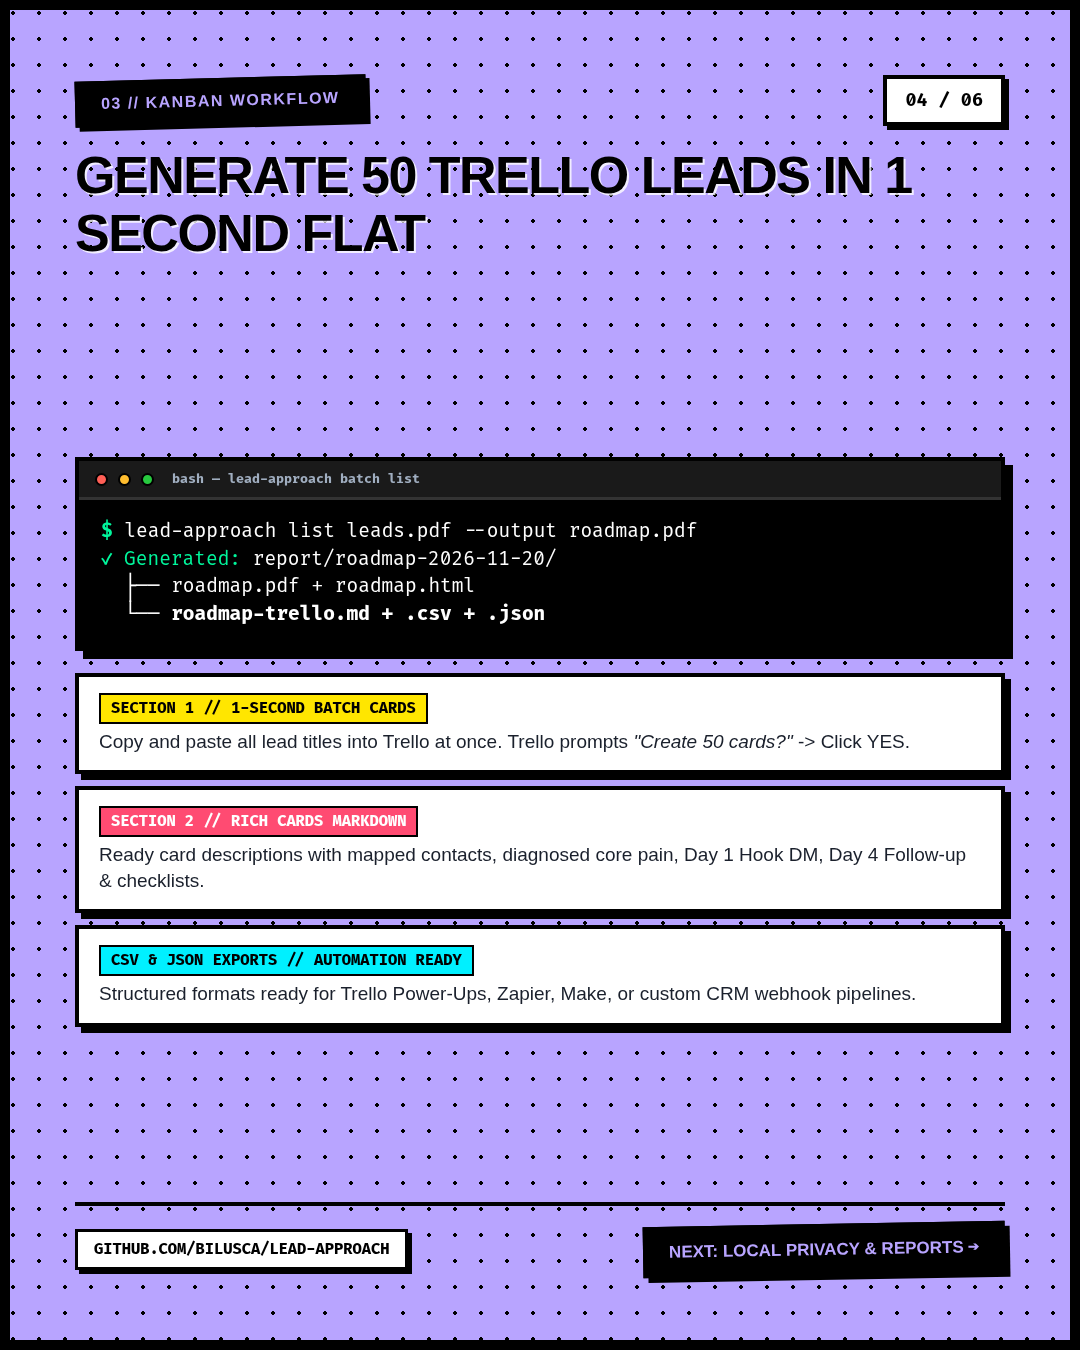 03 // KANBAN WORKFLOW
04 / 06
GENERATE 50 TRELLO LEADS IN 1
SECOND FLAT
bash — lead-approach batch list
$ lead-approach list leads.pdf --output roadmap.pdf
✓ Generated: report/roadmap-2026-11-20/
├── roadmap.pdf + roadmap.html
└── roadmap-trello.md + .csv + .json
SECTION 1 // 1-SECOND BATCH CARDS
Copy and paste all lead titles into Trello at once. Trello prompts "Create 50 cards?" -> Click YES.
SECTION 2 // RICH CARDS MARKDOWN
Ready card descriptions with mapped contacts, diagnosed core pain, Day 1 Hook DM, Day 4 Follow-up
& checklists.
CSV & JSON EXPORTS // AUTOMATION READY
Structured formats ready for Trello Power-Ups, Zapier, Make, or custom CRM webhook pipelines.
GITHUB.COM/BILUSCA/LEAD-APPROACH
NEXT: LOCAL PRIVACY & REPORTS ➔